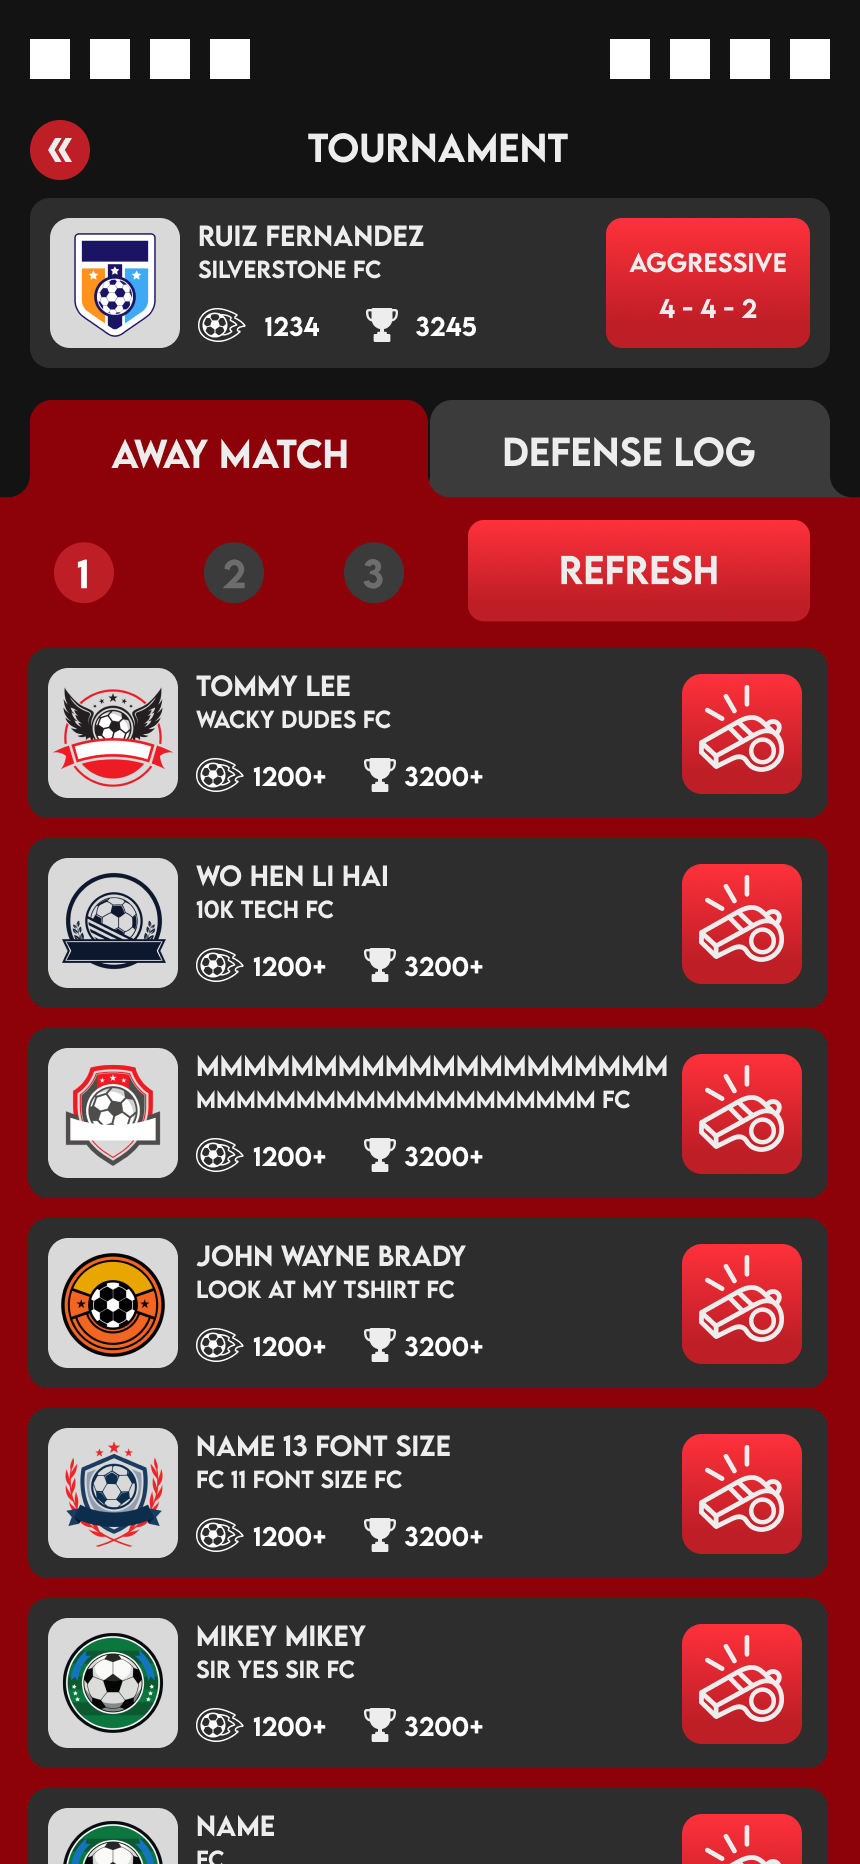 «
TOURNAMENT
RUIZ FERNANDEZ
SILVERSTONE FC
1234 3245
AGGRESSIVE
4 - 4 - 2
AWAY MATCH
DEFENSE LOG
1 2 3
REFRESH
TOMMY LEE
WACKY DUDES FC
1200+ 3200+
WO HEN LI HAI
10K TECH FC
1200+ 3200+
MMMMMMMMMMMMMMMMMMMM
MMMMMMMMMMMMMMMMMMMM FC
1200+ 3200+
JOHN WAYNE BRADY
LOOK AT MY TSHIRT FC
1200+ 3200+
NAME 13 FONT SIZE
FC 11 FONT SIZE FC
1200+ 3200+
MIKEY MIKEY
SIR YES SIR FC
1200+ 3200+
NAME
FC